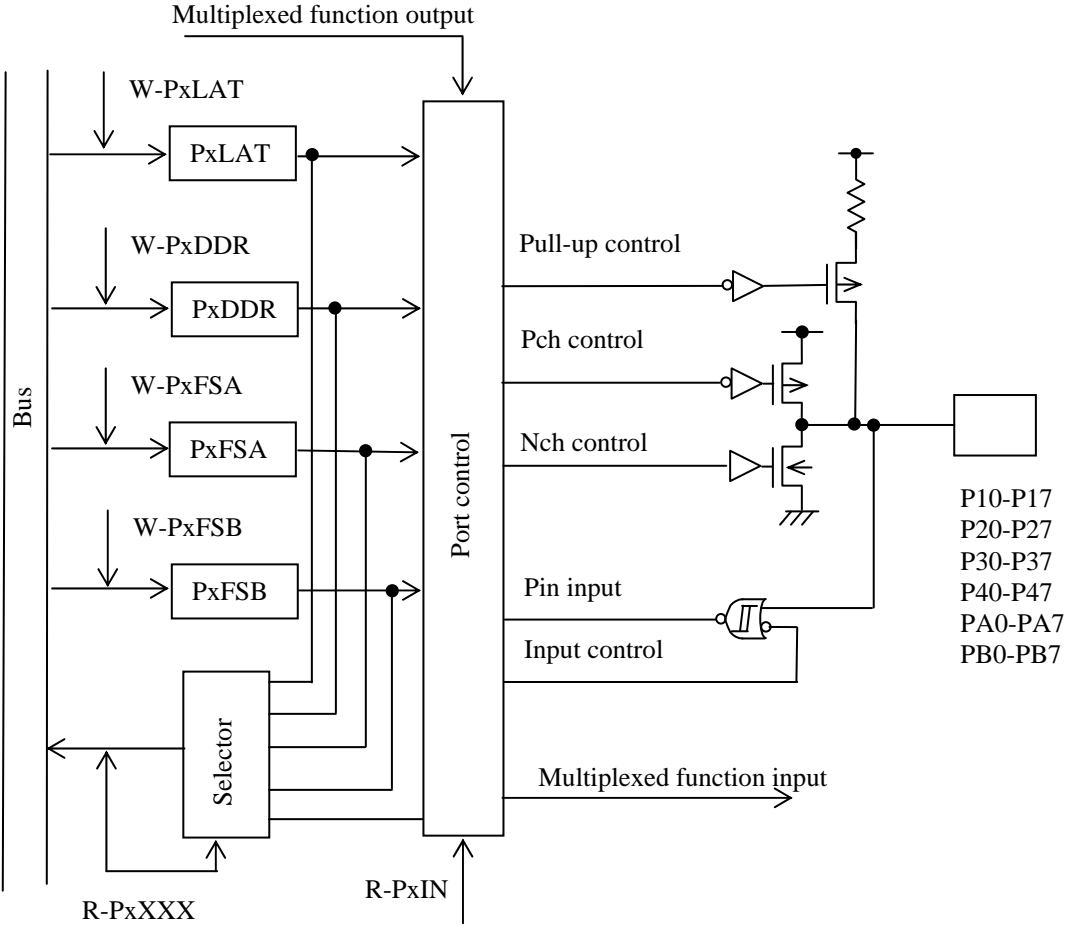 Multiplexed function output
W-PxLAT
PxLAT
W-PxDDR
PxDDR
Pull-up control
Pch control
W-PxFSA
Bus
PxFSA
Nch control
Port control
W-PxFSB
PxFSB
Pin input
Input control
P10-P17
P20-P27
P30-P37
P40-P47
PA0-PA7
PB0-PB7
Selector
Multiplexed function input
R-PxIN
R-PxXXX